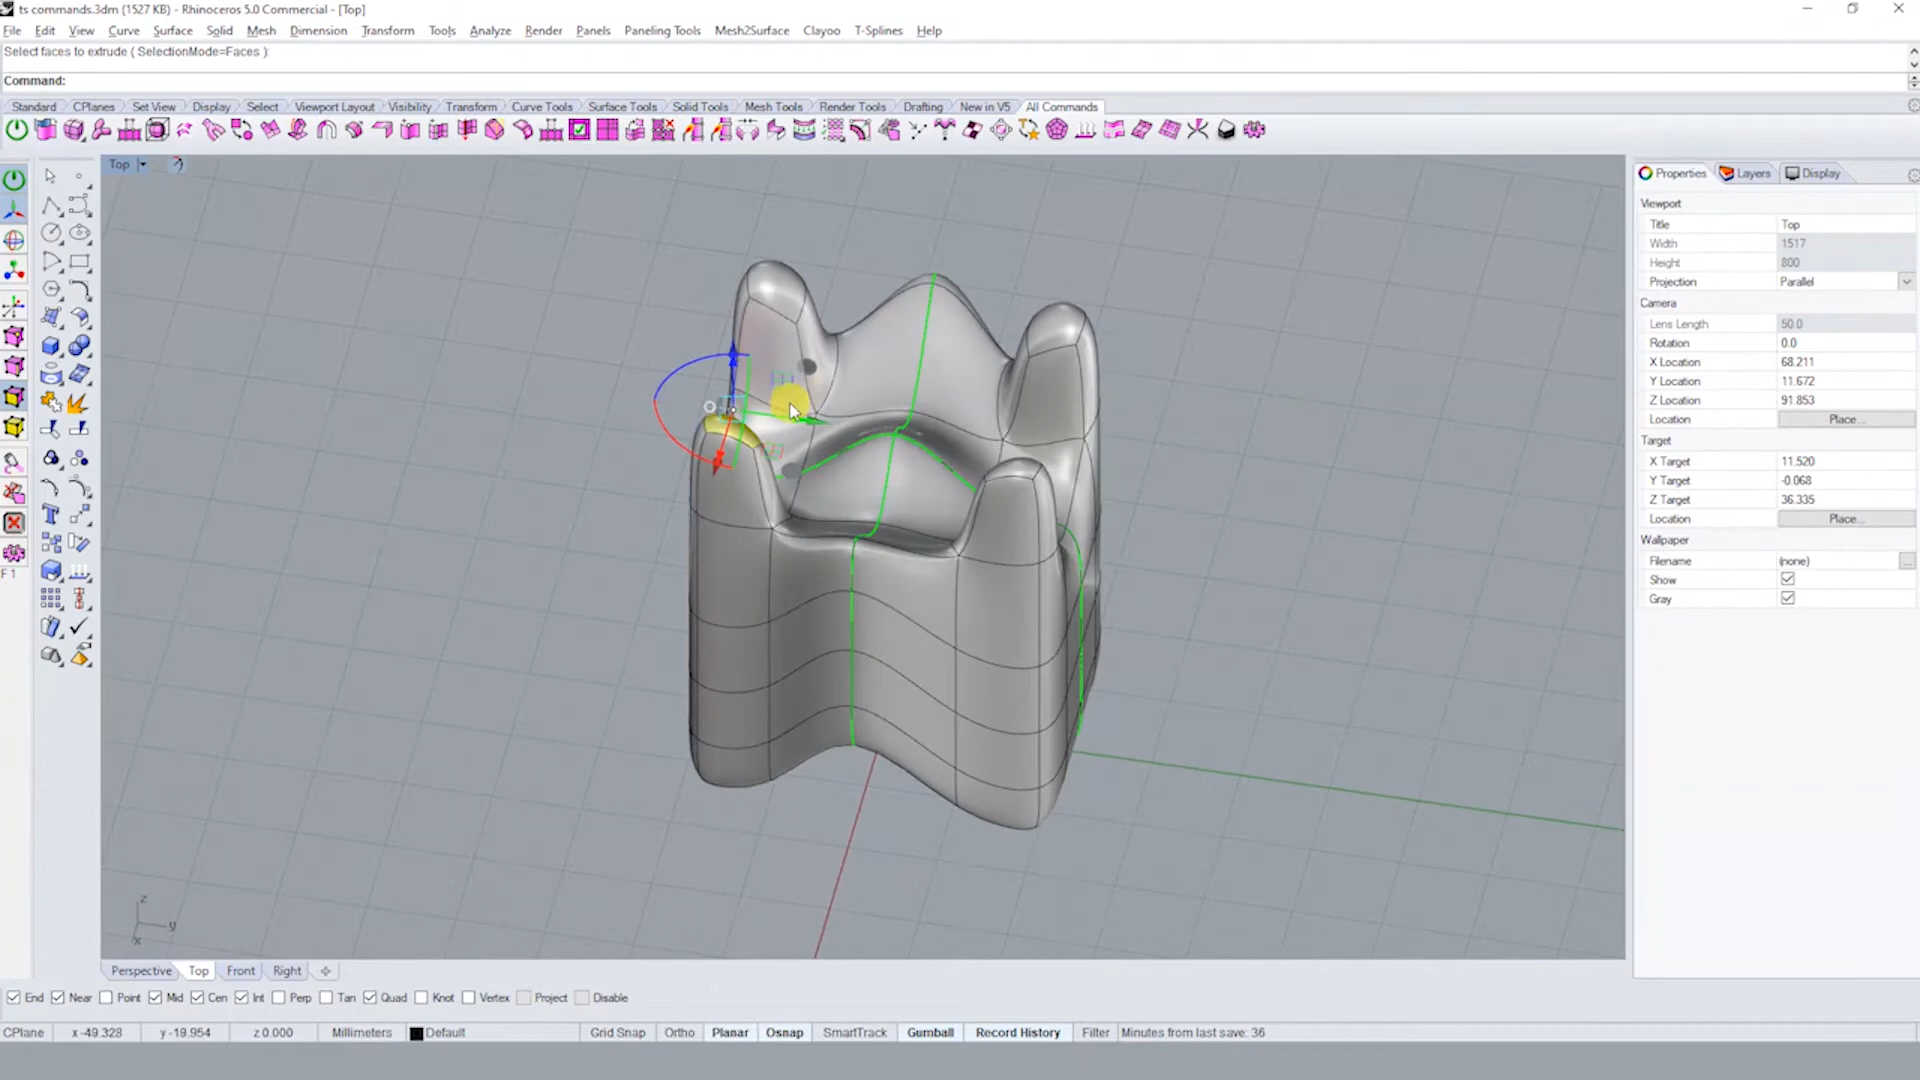 ts commands.3dm (1527 KB) - Rhinoceros 5.0 Commercial - [Top]
File Edit View Curve Surface Solid Mesh Dimension Transform Tools Analyze Render Panels Paneling Tools Mesh2Surface Clayoo T-Splines Help
Select faces to extrude ( SelectionMode=Faces ):
Command:
Standard CPlanes Set View Display Select Viewport Layout Visibility Transform Curve Tools Surface Tools Solid Tools Mesh Tools Render Tools Drafting New in V5 All Commands
Top
Properties Layers Display
Viewport
Title Top
Width 1517
Height 800
Projection Parallel
Camera
Lens Length 50.0
Rotation 0.0
X Location 68.211
Y Location 11.672
Z Location 91.853
Location Place...
Target
X Target 11.520
Y Target -0.068
Z Target 36.335
Location Place...
Wallpaper
Filename (none) ...
Show
Gray
F 1
z
y
x
Perspective Top Front Right
End Near Point Mid Cen Int Perp Tan Quad Knot Vertex Project Disable
CPlane x -49.328 y -19.954 z 0.000 Millimeters Default Grid Snap Ortho Planar Osnap SmartTrack Gumball Record History Filter Minutes from last save: 36